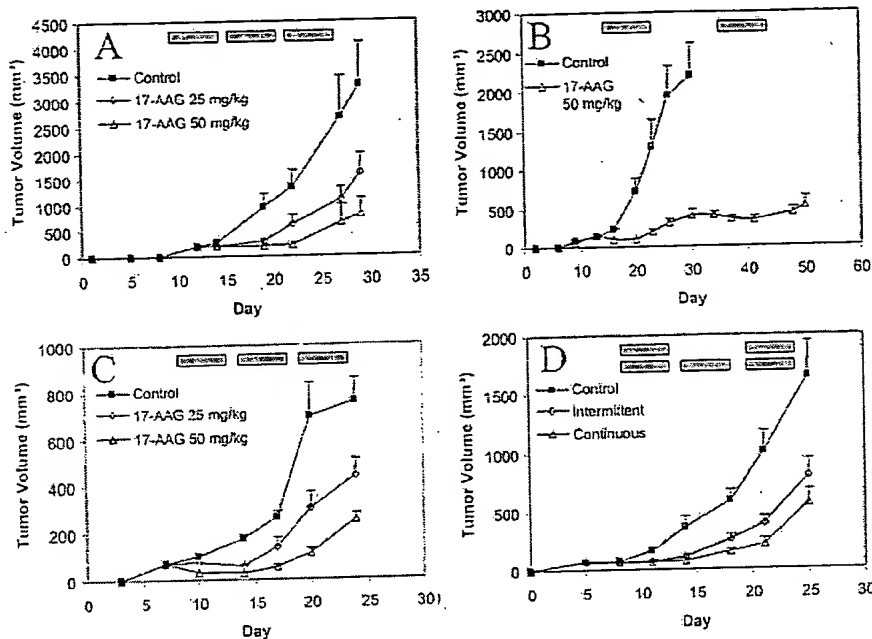 A
Tumor Volume (mm³)
4500
4000
3500
3000
2500
2000
1500
1000
500
0
Control
17-AAG 25 mg/kg
17-AAG 50 mg/kg
0 5 10 15 20 25 30 35
Day
B
Tumor Volume (mm³)
3000
2500
2000
1500
1000
500
0
Control
17-AAG
50 mg/kg
0 10 20 30 40 50 60
Day
C
Tumor Volume (mm³)
1000
800
600
400
200
0
Control
17-AAG 25 mg/kg
17-AAG 50 mg/kg
0 5 10 15 20 25 30
Day
D
Tumor Volume (mm³)
2000
1500
1000
500
0
Control
Intermittent
Continuous
0 5 10 15 20 25 30
Day